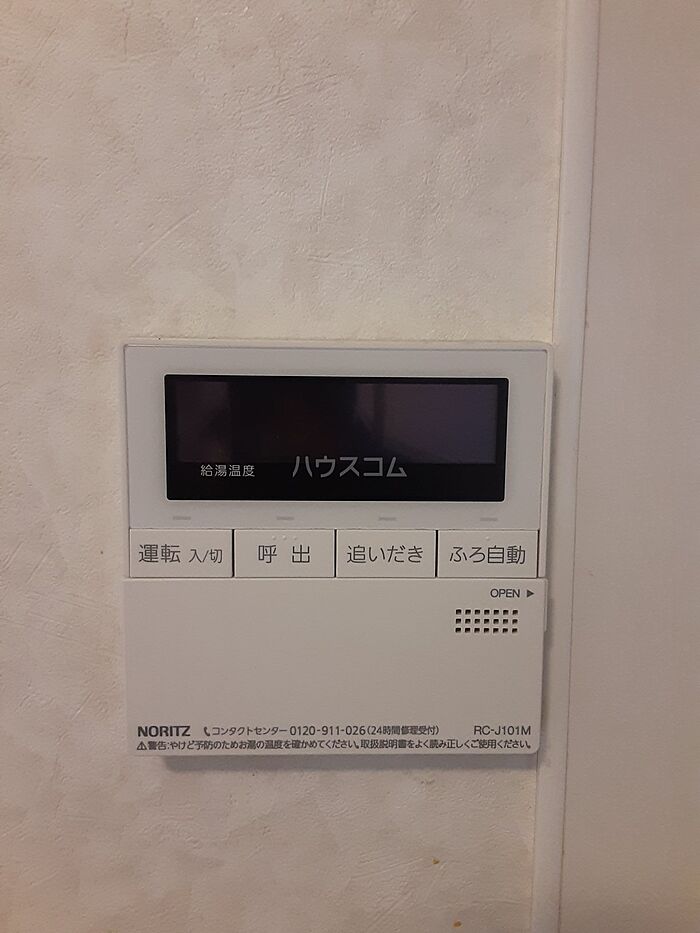 給湯温度 ハウスコム
運転 入/切 呼出 追いだき ふろ自動
OPEN ▶
NORITZ コンタクトセンター 0120-911-026(24時間修理受付) RC-J101M
⚠警告:やけど予防のためお湯の温度を確かめてください。取扱説明書をよく読み正しくご使用ください。